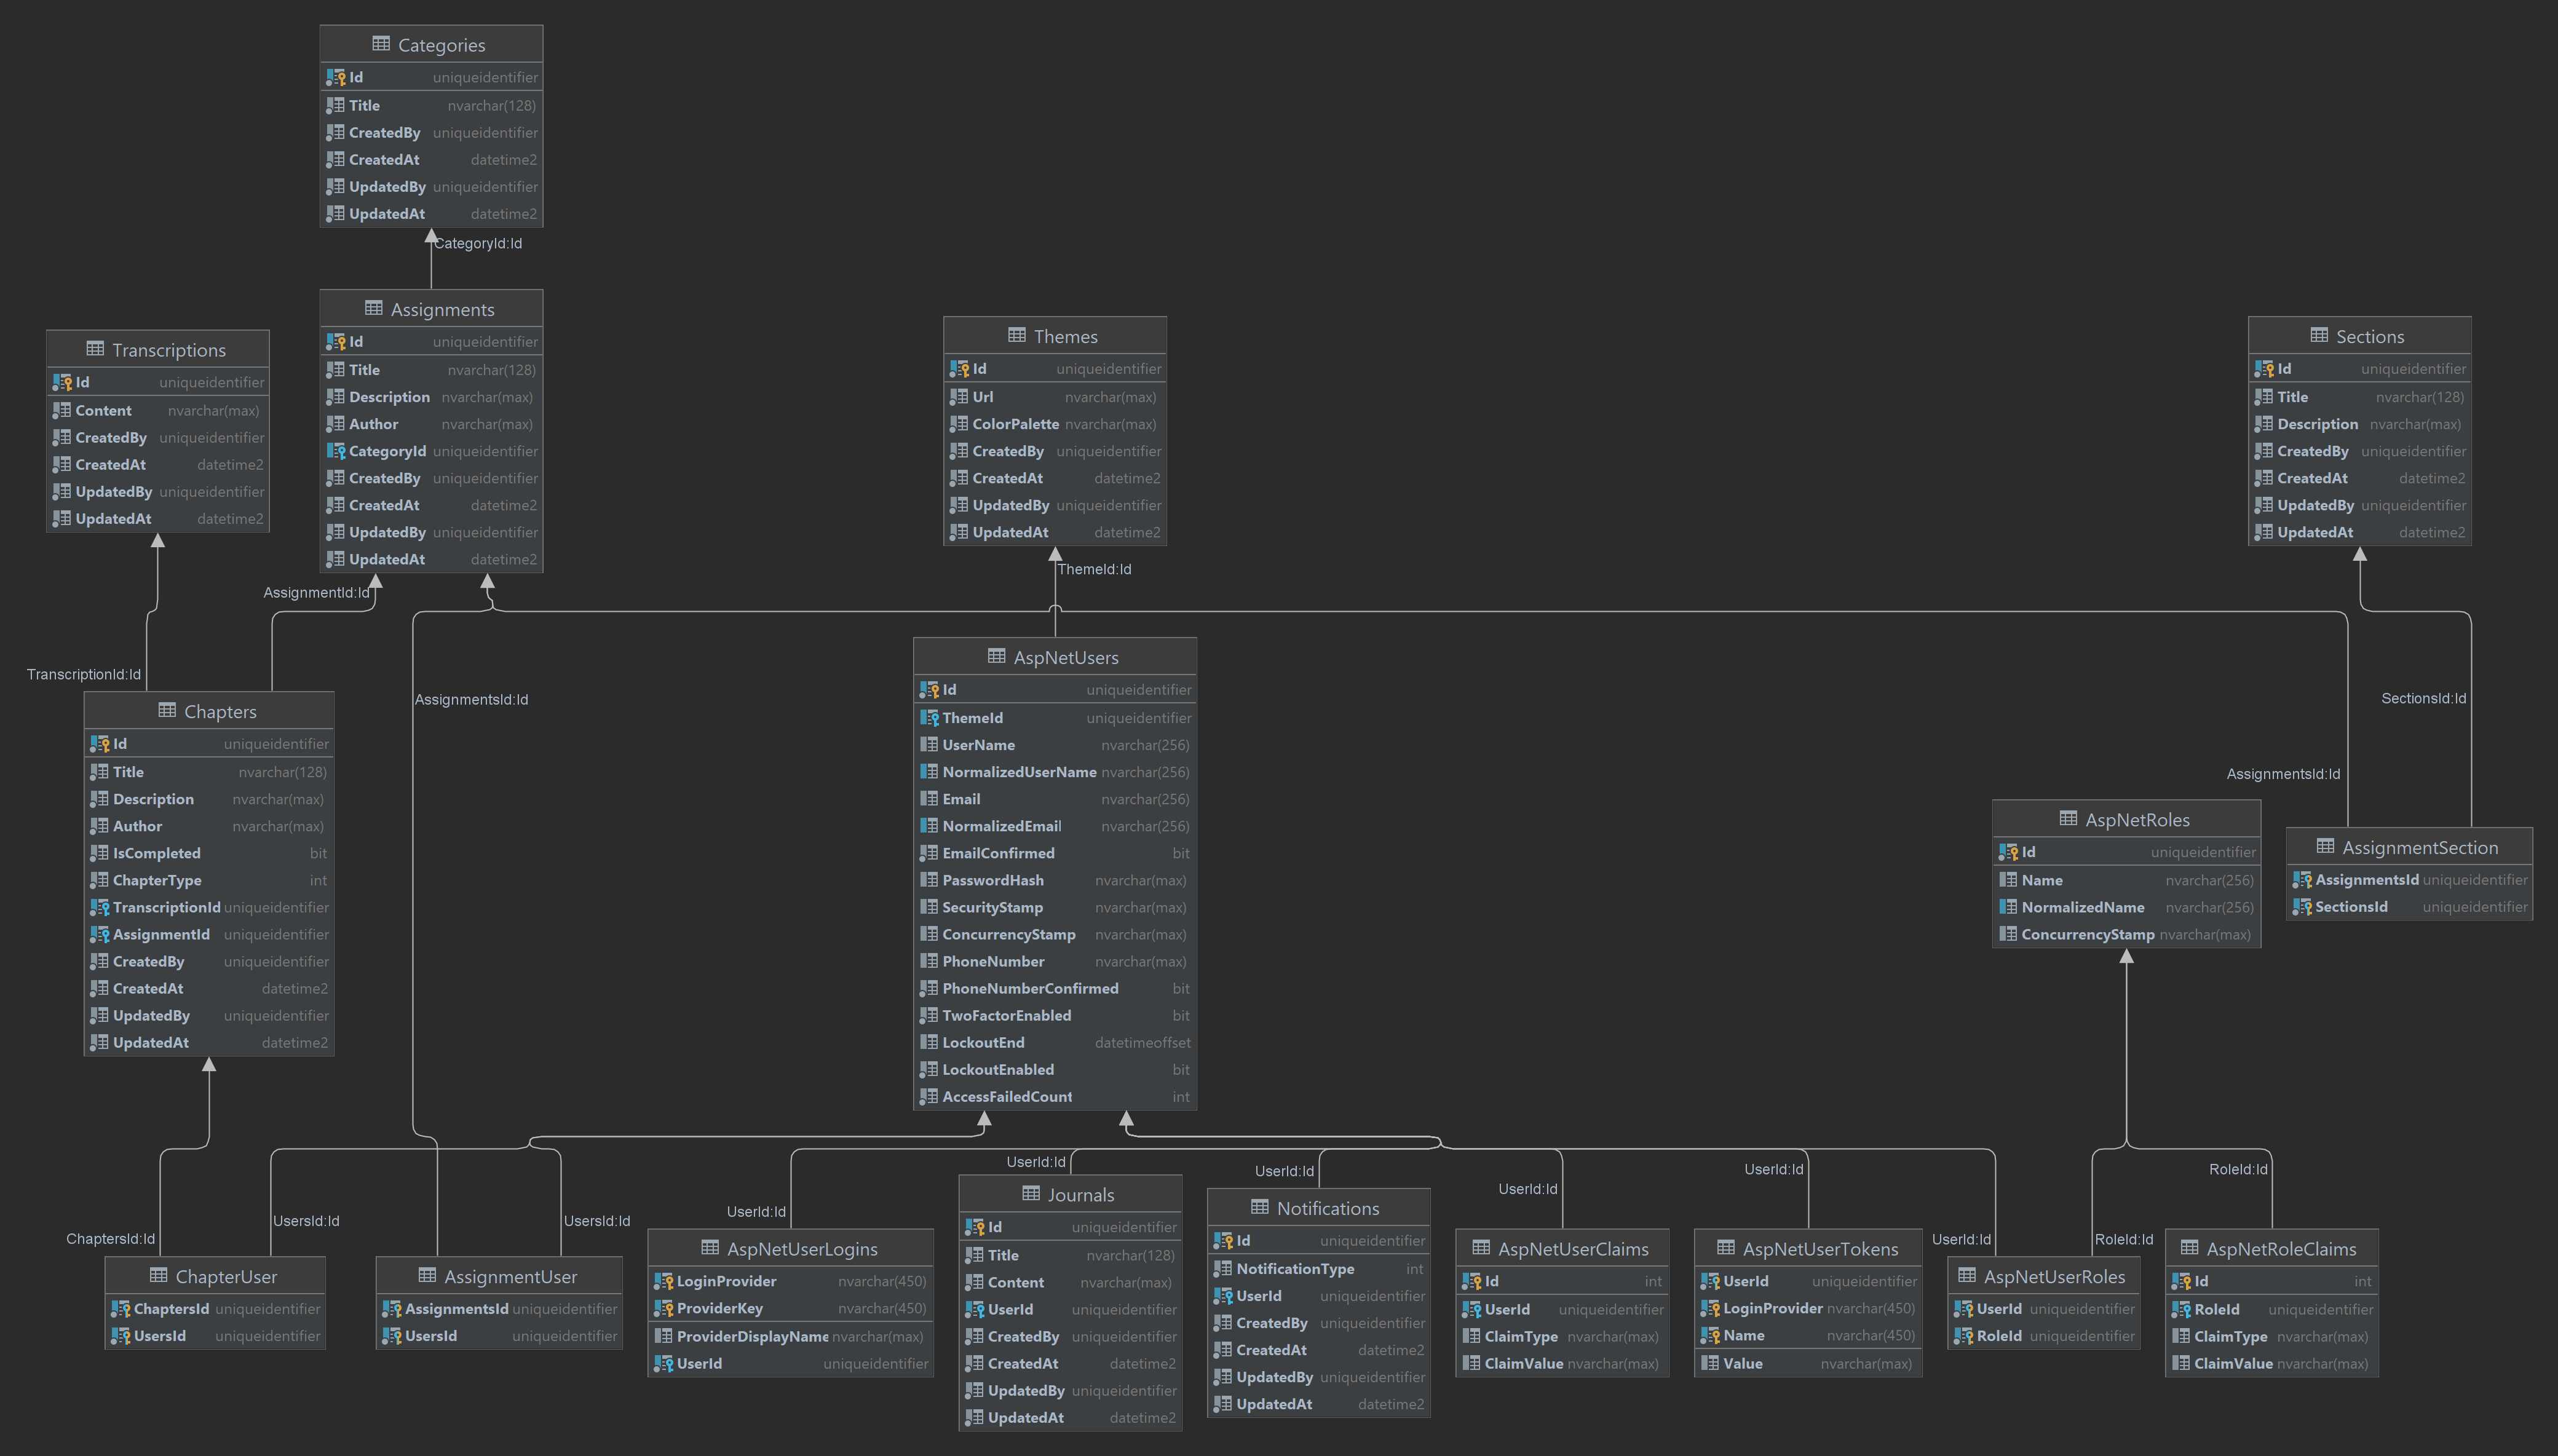 Categories
Id uniqueidentifier
Title nvarchar(128)
CreatedBy uniqueidentifier
CreatedAt datetime2
UpdatedBy uniqueidentifier
UpdatedAt datetime2
CategoryId:Id
Assignments
Id uniqueidentifier
Title nvarchar(128)
Description nvarchar(max)
Author nvarchar(max)
CategoryId uniqueidentifier
CreatedBy uniqueidentifier
CreatedAt datetime2
UpdatedBy uniqueidentifier
UpdatedAt datetime2
Transcriptions
Id uniqueidentifier
Content nvarchar(max)
CreatedBy uniqueidentifier
CreatedAt datetime2
UpdatedBy uniqueidentifier
UpdatedAt datetime2
Themes
Id uniqueidentifier
Url nvarchar(max)
ColorPalette nvarchar(max)
CreatedBy uniqueidentifier
CreatedAt datetime2
UpdatedBy uniqueidentifier
UpdatedAt datetime2
Sections
Id uniqueidentifier
Title nvarchar(128)
Description nvarchar(max)
CreatedBy uniqueidentifier
CreatedAt datetime2
UpdatedBy uniqueidentifier
UpdatedAt datetime2
AssignmentId:Id
ThemeId:Id
TranscriptionId:Id
AssignmentsId:Id
SectionsId:Id
AssignmentsId:Id
Chapters
Id uniqueidentifier
Title nvarchar(128)
Description nvarchar(max)
Author nvarchar(max)
IsCompleted bit
ChapterType int
TranscriptionId uniqueidentifier
AssignmentId uniqueidentifier
CreatedBy uniqueidentifier
CreatedAt datetime2
UpdatedBy uniqueidentifier
UpdatedAt datetime2
AspNetUsers
Id uniqueidentifier
ThemeId uniqueidentifier
UserName nvarchar(256)
NormalizedUserName nvarchar(256)
Email nvarchar(256)
NormalizedEmail nvarchar(256)
EmailConfirmed bit
PasswordHash nvarchar(max)
SecurityStamp nvarchar(max)
ConcurrencyStamp nvarchar(max)
PhoneNumber nvarchar(max)
PhoneNumberConfirmed bit
TwoFactorEnabled bit
LockoutEnd datetimeoffset
LockoutEnabled bit
AccessFailedCount int
AspNetRoles
Id uniqueidentifier
Name nvarchar(256)
NormalizedName nvarchar(256)
ConcurrencyStamp nvarchar(max)
AssignmentSection
AssignmentsId uniqueidentifier
SectionsId uniqueidentifier
ChaptersId:Id
UsersId:Id
UsersId:Id
UserId:Id
UserId:Id
UserId:Id
UserId:Id
UserId:Id
UserId:Id
RoleId:Id
RoleId:Id
ChapterUser
ChaptersId uniqueidentifier
UsersId uniqueidentifier
AssignmentUser
AssignmentsId uniqueidentifier
UsersId uniqueidentifier
AspNetUserLogins
LoginProvider nvarchar(450)
ProviderKey nvarchar(450)
ProviderDisplayName nvarchar(max)
UserId uniqueidentifier
Journals
Id uniqueidentifier
Title nvarchar(128)
Content nvarchar(max)
UserId uniqueidentifier
CreatedBy uniqueidentifier
CreatedAt datetime2
UpdatedBy uniqueidentifier
UpdatedAt datetime2
Notifications
Id uniqueidentifier
NotificationType int
UserId uniqueidentifier
CreatedBy uniqueidentifier
CreatedAt datetime2
UpdatedBy uniqueidentifier
UpdatedAt datetime2
AspNetUserClaims
Id int
UserId uniqueidentifier
ClaimType nvarchar(max)
ClaimValue nvarchar(max)
AspNetUserTokens
UserId uniqueidentifier
LoginProvider nvarchar(450)
Name nvarchar(450)
Value nvarchar(max)
AspNetUserRoles
UserId uniqueidentifier
RoleId uniqueidentifier
AspNetRoleClaims
Id int
RoleId uniqueidentifier
ClaimType nvarchar(max)
ClaimValue nvarchar(max)